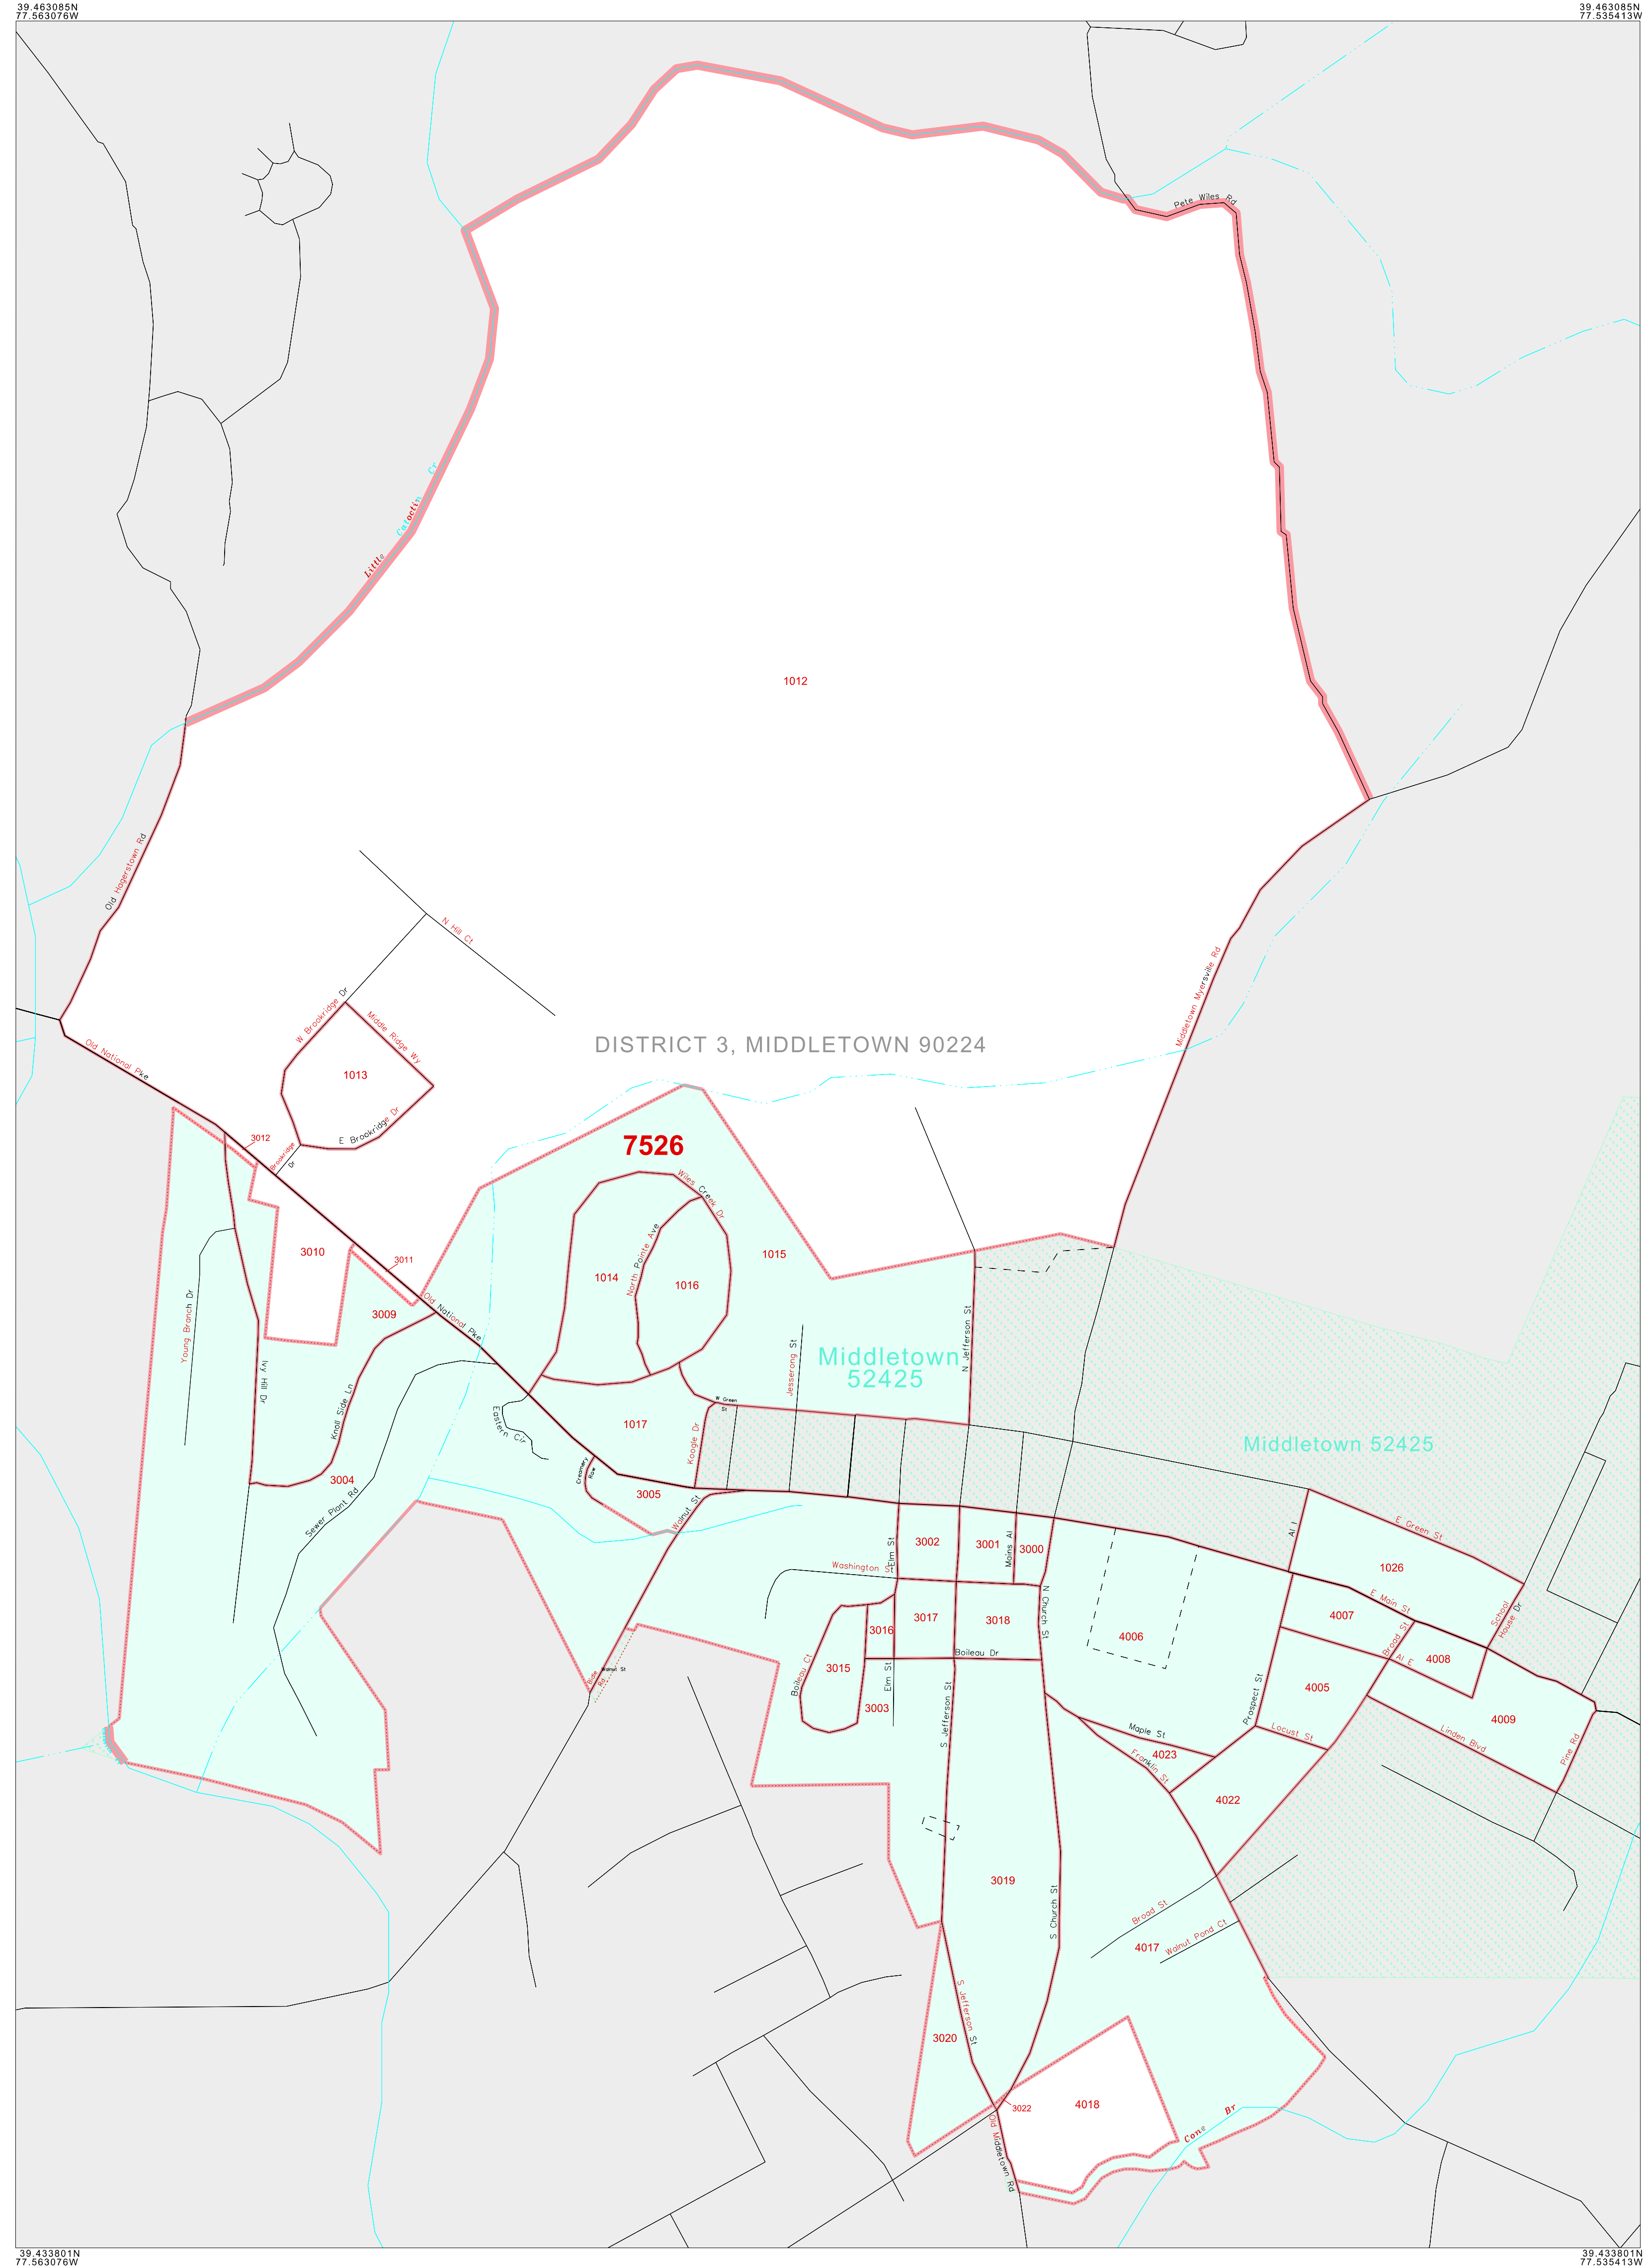 39.463085N
77.563076W
39.463085N
77.535413W
Pete Wiles Rd
Little Catoctin Cr
1012
Old Hagerstown Rd
N Hill Ct
Middletown Myersville Rd
W Brookridge Dr
Middle Ridge Wy
DISTRICT 3, MIDDLETOWN 90224
Old National Pke
1013
E Brookridge Dr
3012
Brookridge Dr
7526
Wiles Creek Dr
North Pointe Ave
3010
3011
1015
1014
1016
Old National Pke
3009
Young Branch Dr
Ivy Hill Dr
Knoll Side Ln
Jesserong St
N Jefferson St
Middletown
52425
Middletown 52425
W Green
St
Eastern Cir
1017
Koogle Dr
Creamery
Row
3004
3005
Sewer Plant Rd
Walnut St
Elm St
3002
3001
Mains Al
3000
Al I
E Green St
1026
Washington St
N Church St
E Main St
School
House Dr
3016
3017
3018
4006
4007
Broad St
Al E
4008
Boileau Dr
Boileau Ct
3015
Elm St
3003
Bidle
Rd
Walnut St
S Jefferson St
Prospect St
4005
4009
Linden Blvd
Pine Rd
Maple St
Locust St
4023
Franklin St
4022
3019
S Church St
Broad St
4017
Walnut Pond Ct
S Jefferson St
3020
3022
4018
Cone Br
Old Middletown Rd
39.433801N
77.563076W
39.433801N
77.535413W